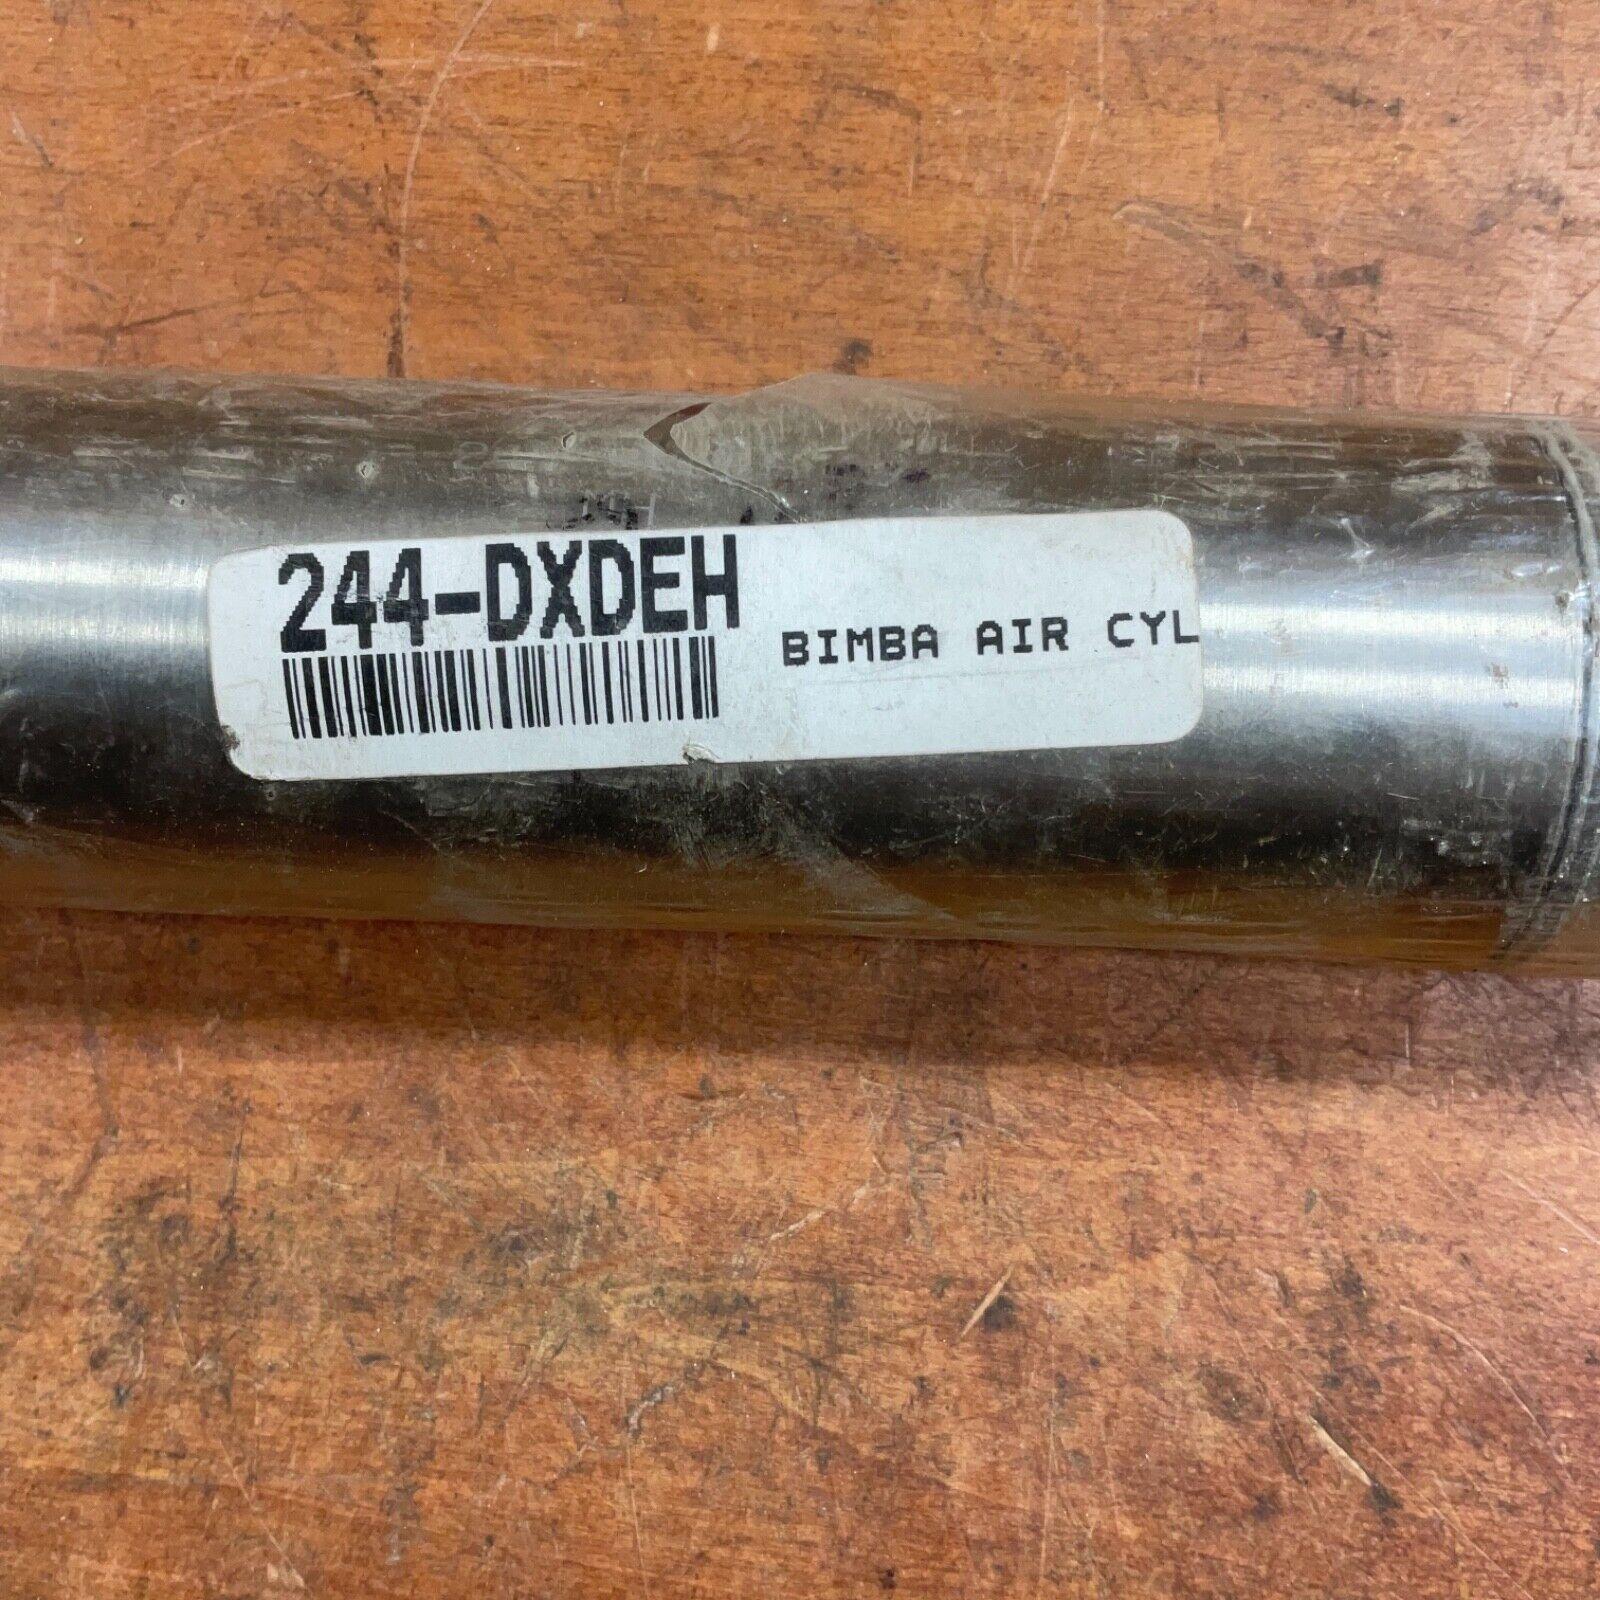 244-DXDEH
BIMBA AIR CYL